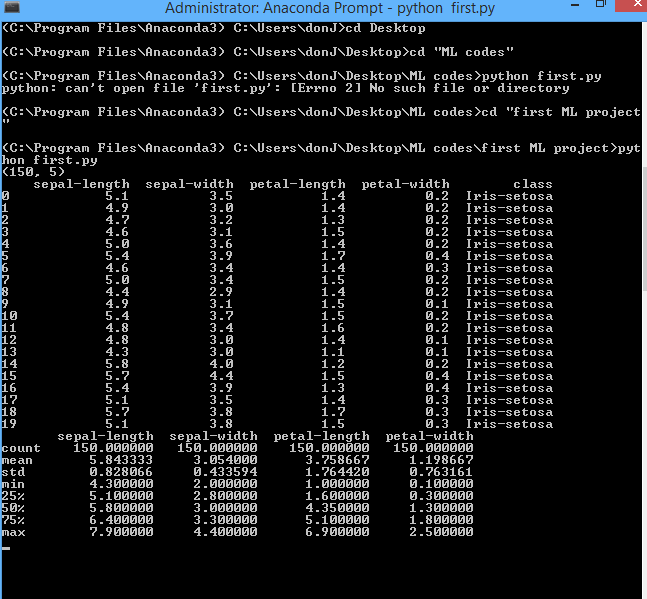 Administrator: Anaconda Prompt - python  first.py
(C:\Program Files\Anaconda3) C:\Users\donJ>cd Desktop
(C:\Program Files\Anaconda3) C:\Users\donJ\Desktop>cd "ML codes"
(C:\Program Files\Anaconda3) C:\Users\donJ\Desktop\ML codes>python first.py
python: can't open file 'first.py': [Errno 2] No such file or directory
(C:\Program Files\Anaconda3) C:\Users\donJ\Desktop\ML codes>cd "first ML project
"
(C:\Program Files\Anaconda3) C:\Users\donJ\Desktop\ML codes\first ML project>pyt
hon first.py
(150, 5)
    sepal-length  sepal-width  petal-length  petal-width        class
0            5.1          3.5           1.4          0.2  Iris-setosa
1            4.9          3.0           1.4          0.2  Iris-setosa
2            4.7          3.2           1.3          0.2  Iris-setosa
3            4.6          3.1           1.5          0.2  Iris-setosa
4            5.0          3.6           1.4          0.2  Iris-setosa
5            5.4          3.9           1.7          0.4  Iris-setosa
6            4.6          3.4           1.4          0.3  Iris-setosa
7            5.0          3.4           1.5          0.2  Iris-setosa
8            4.4          2.9           1.4          0.2  Iris-setosa
9            4.9          3.1           1.5          0.1  Iris-setosa
10           5.4          3.7           1.5          0.2  Iris-setosa
11           4.8          3.4           1.6          0.2  Iris-setosa
12           4.8          3.0           1.4          0.1  Iris-setosa
13           4.3          3.0           1.1          0.1  Iris-setosa
14           5.8          4.0           1.2          0.2  Iris-setosa
15           5.7          4.4           1.5          0.4  Iris-setosa
16           5.4          3.9           1.3          0.4  Iris-setosa
17           5.1          3.5           1.4          0.3  Iris-setosa
18           5.7          3.8           1.7          0.3  Iris-setosa
19           5.1          3.8           1.5          0.3  Iris-setosa
       sepal-length  sepal-width  petal-length  petal-width
count    150.000000   150.000000    150.000000   150.000000
mean       5.843333     3.054000      3.758667     1.198667
std        0.828066     0.433594      1.764420     0.763161
min        4.300000     2.000000      1.000000     0.100000
25%        5.100000     2.800000      1.600000     0.300000
50%        5.800000     3.000000      4.350000     1.300000
75%        6.400000     3.300000      5.100000     1.800000
max        7.900000     4.400000      6.900000     2.500000